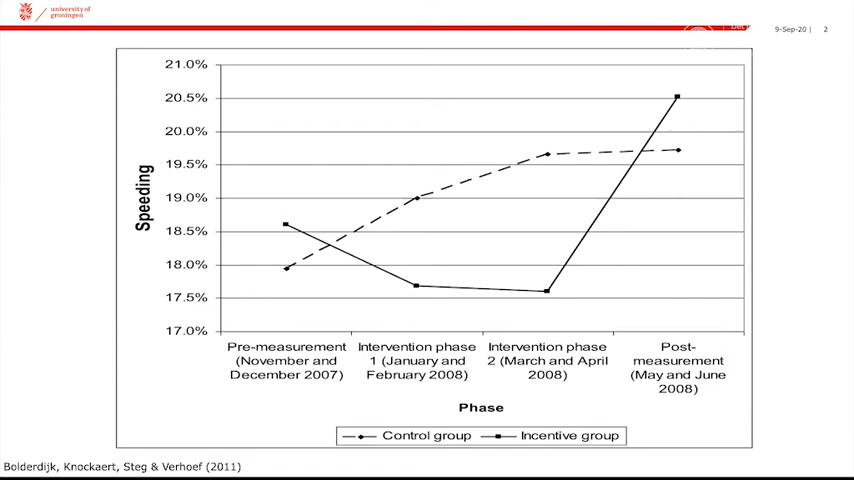 university of
groningen
9-Sep-20 | 2
21.0%
20.5%
20.0%
19.5%
19.0%
18.5%
18.0%
17.5%
17.0%
Speeding
Pre-measurement
(November and
December 2007)
Intervention phase
1 (January and
February 2008)
Intervention phase
2 (March and April
2008)
Post-
measurement
(May and June
2008)
Phase
Control group
Incentive group
Bolderdijk, Knockaert, Steg & Verhoef (2011)